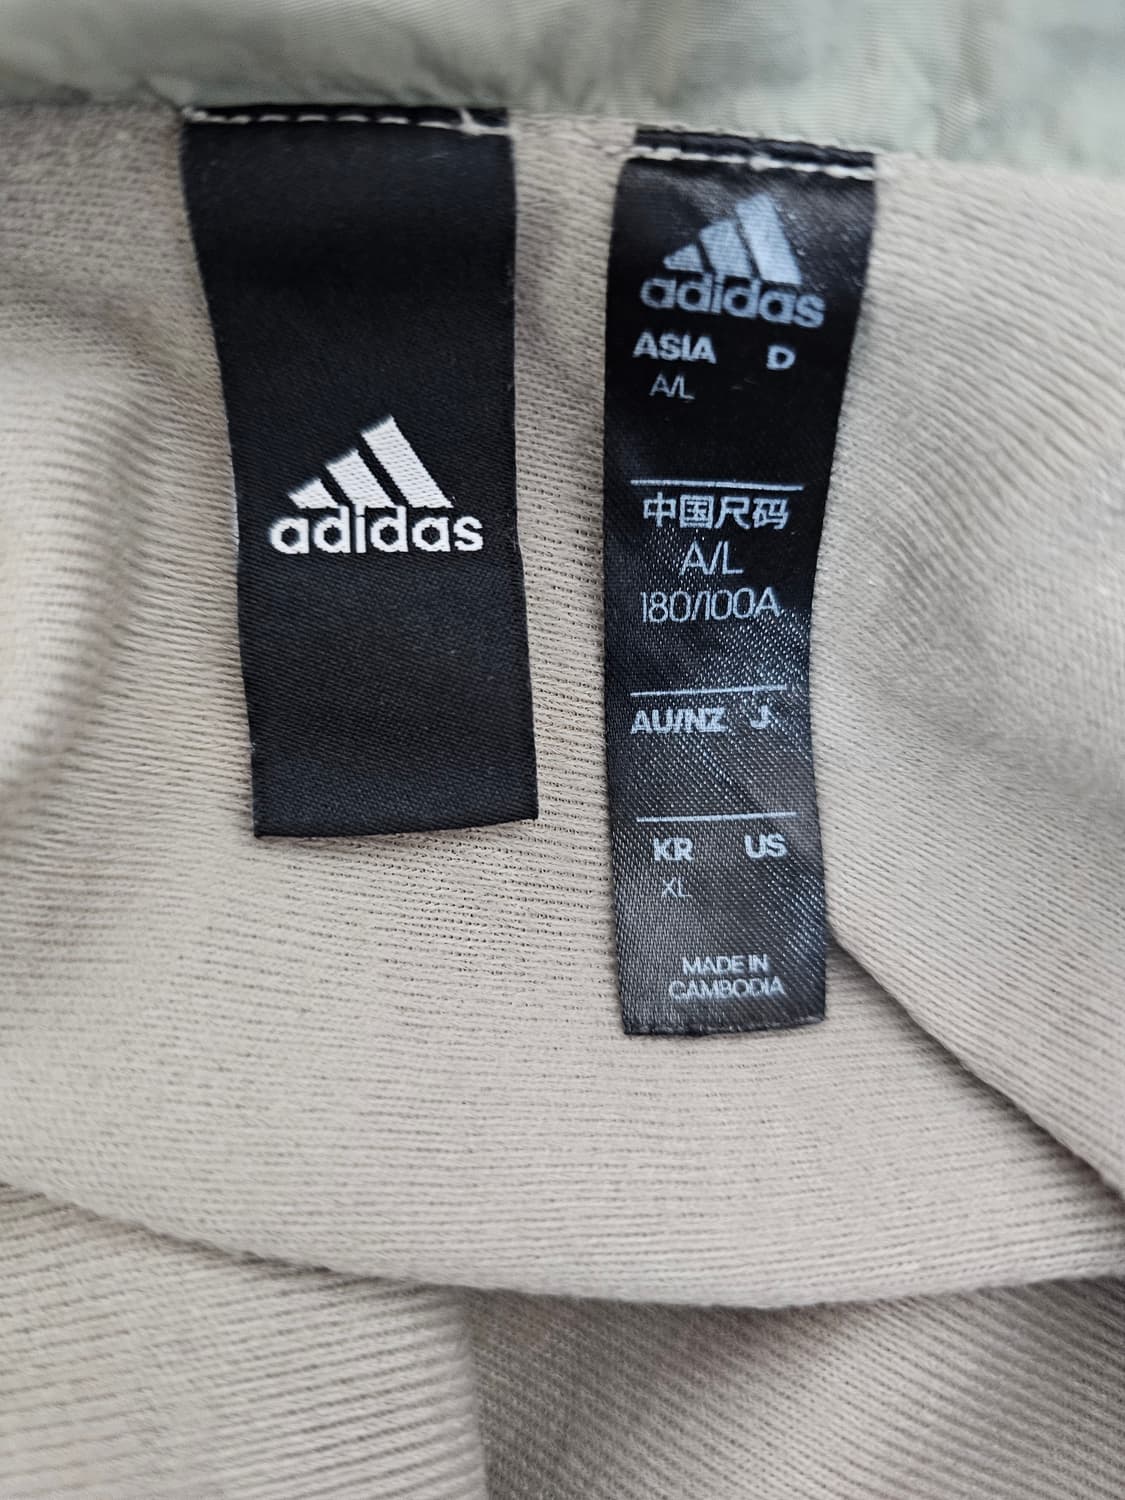 adidas
adidas
ASIA D
A/L
中国尺码
A/L
180/100A
AU/NZ J
KR US
XL
MADE IN
CAMBODIA